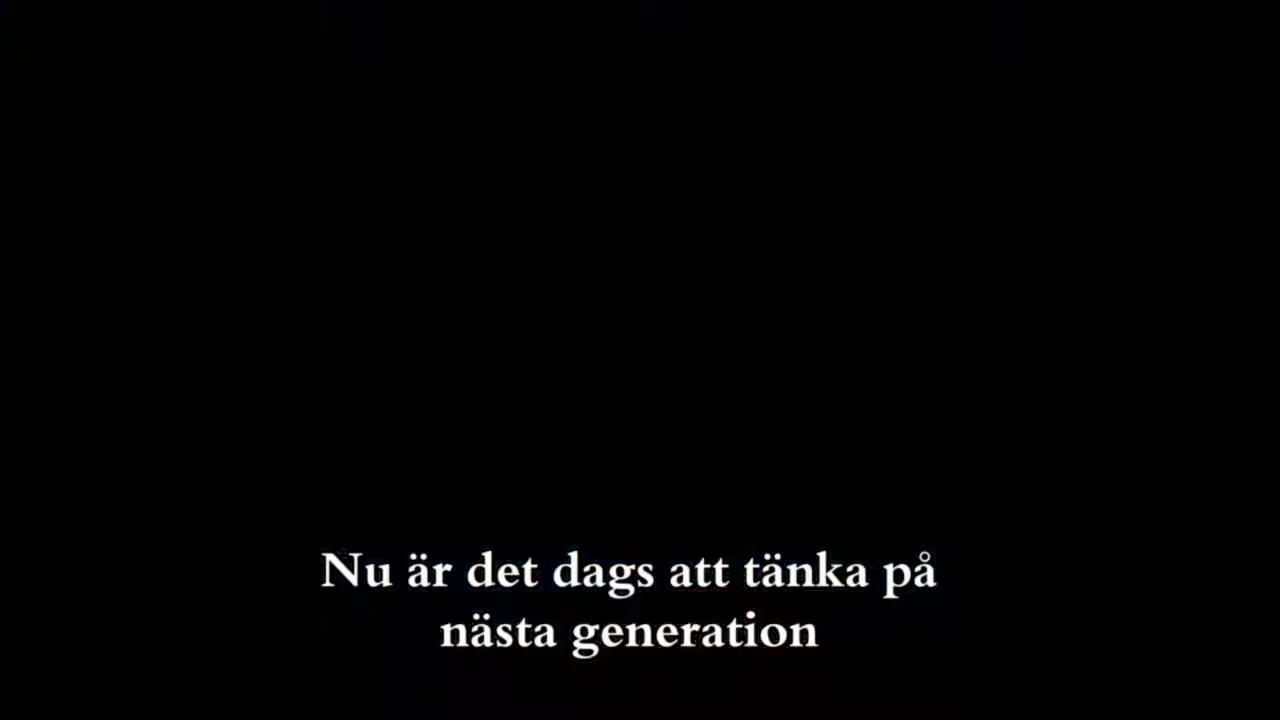 Nu är det dags att tänka på
nästa generation